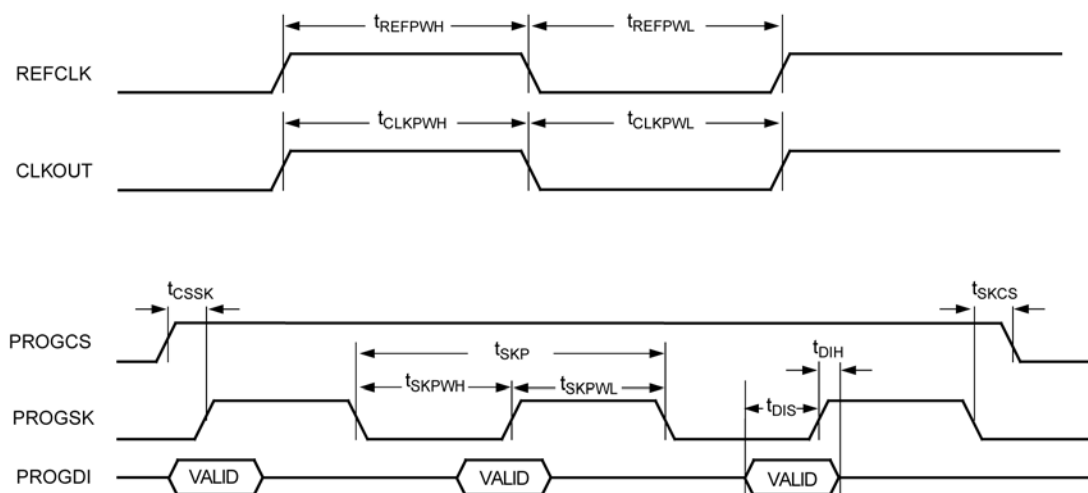 tREFPWH tREFPWL
REFCLK
tCLKPWH tCLKPWL
CLKOUT
tCSSK tSKCS
PROGCS
tSKP tDIH
tSKPWH tSKPWL tDIS
PROGSK
PROGDI VALID VALID VALID